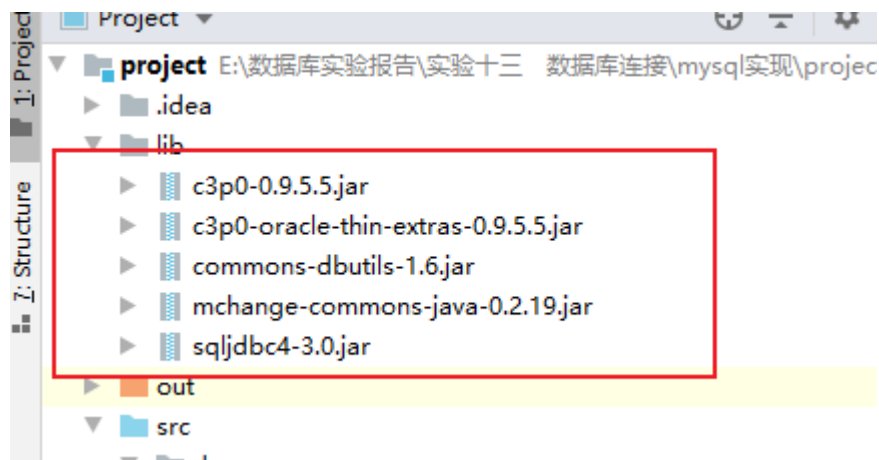 Project
1: Project
project E:\数据库实验报告\实验十三 数据库连接\mysql实现\projec
.idea
lib
c3p0-0.9.5.5.jar
c3p0-oracle-thin-extras-0.9.5.5.jar
commons-dbutils-1.6.jar
mchange-commons-java-0.2.19.jar
sqljdbc4-3.0.jar
7: Structure
out
src